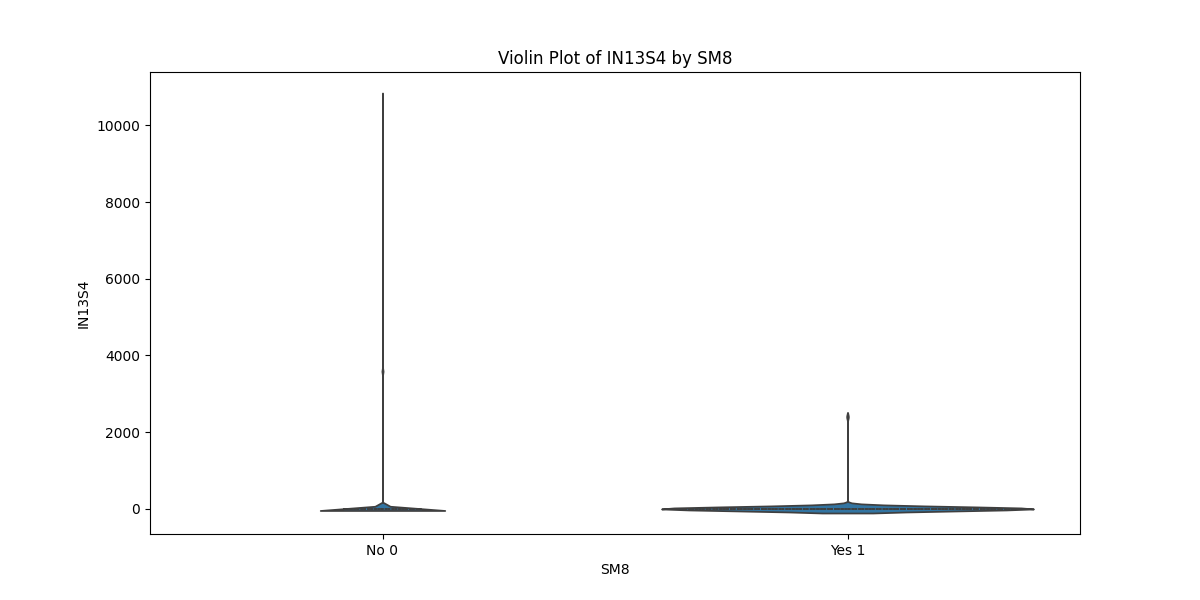 Violin Plot of IN13S4 by SM8
10000
8000
6000
4000
2000
0
IN13S4
No 0
Yes 1
SM8